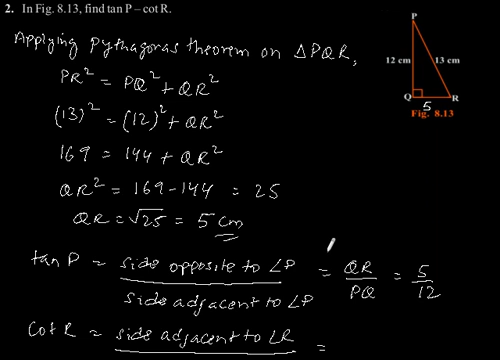 2. In Fig. 8.13, find tan P – cot R.
Applying pythagoras theorem on △PQR,
PR² = PQ² + QR²
(13)² = (12)² + QR²
169 = 144 + QR²
QR² = 169 - 144 = 25
QR = √25 = 5 cm
tan P = side opposite to ∠P / side adjacent to ∠P = QR/PQ = 5/12
cot R = side adjacent to ∠R =
P
12 cm 13 cm
Q R
5
Fig. 8.13